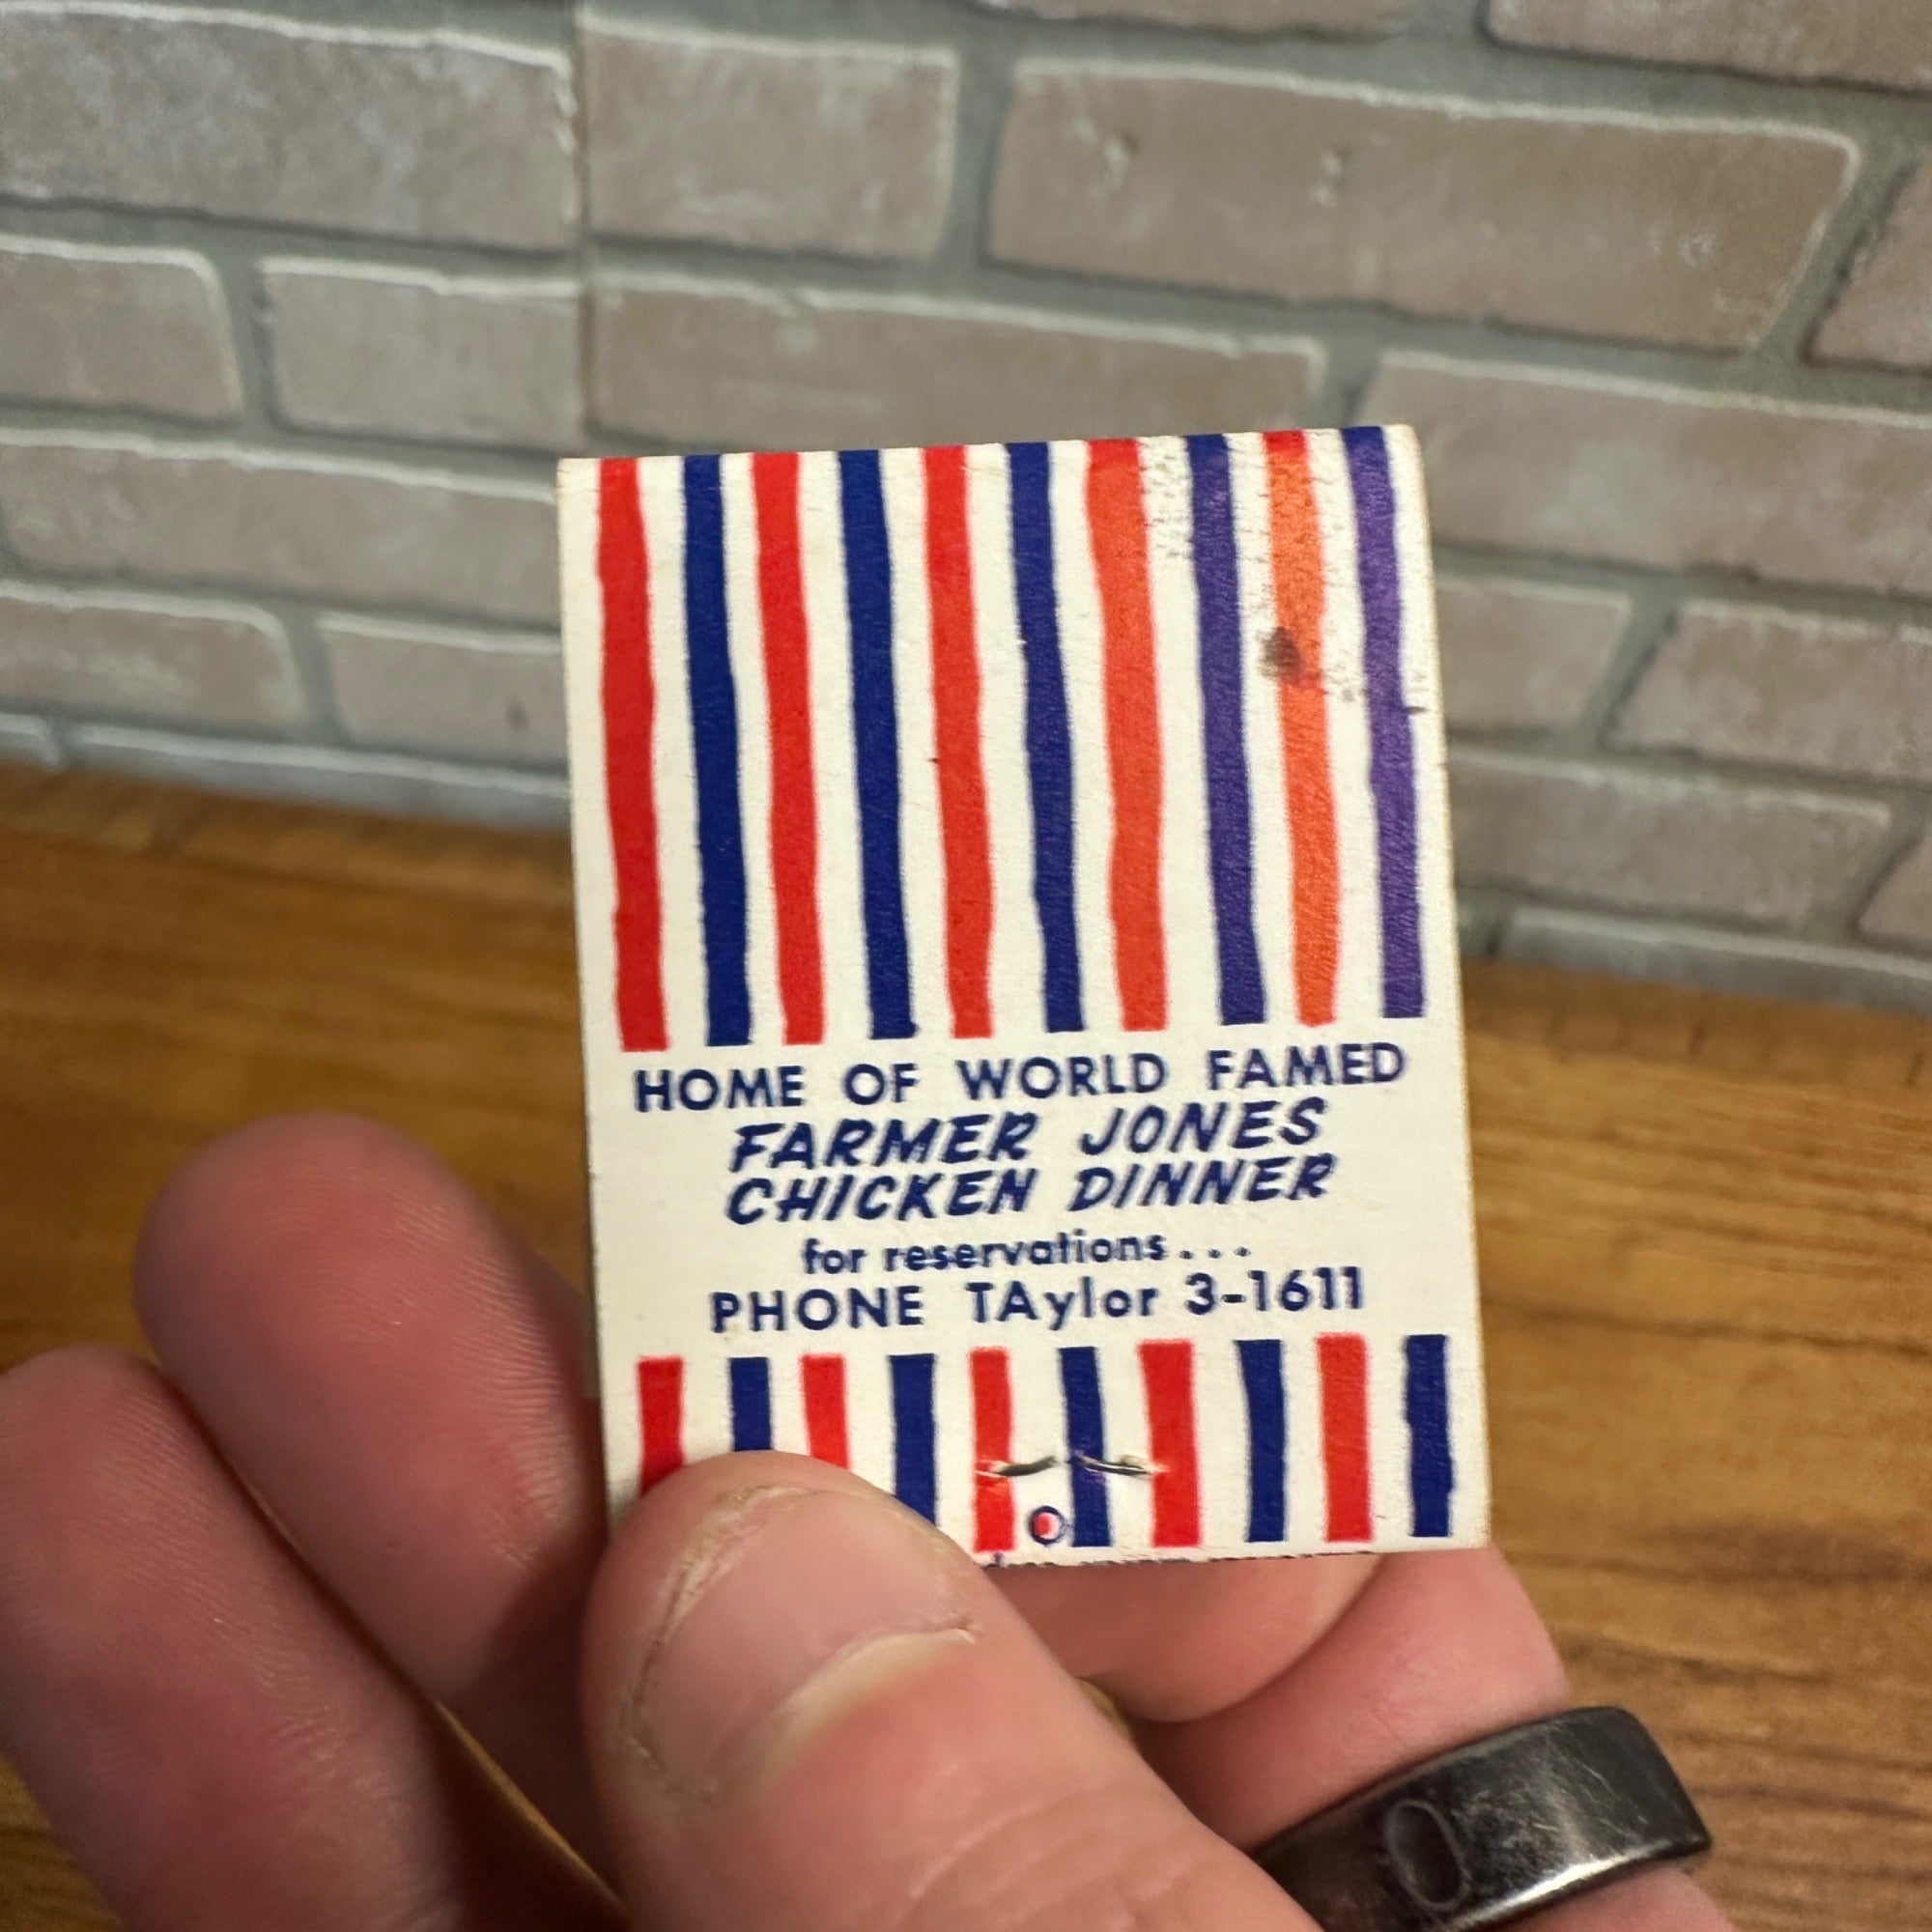 HOME OF WORLD FAMED
FARMER JONES
CHICKEN DINNER
for reservations...
PHONE TAylor 3-1611